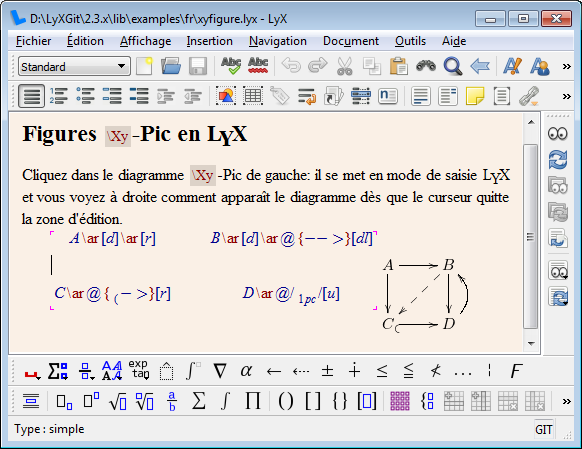 D:\LyXGit\2.3.x\lib\examples\fr\xyfigure.lyx - LyX
Fichier Édition Affichage Insertion Navigation Document Outils Aide
Standard
Figures \Xy -Pic en LyX
Cliquez dans le diagramme \Xy -Pic de gauche: il se met en mode de saisie LyX
et vous voyez à droite comment apparaît le diagramme dès que le curseur quitte
la zone d'édition.
A\ar[d]\ar[r] B\ar[d]\ar@{−− >}[dl]
A B
C\ar@{(− >}[r] D\ar@/1pc/[u]
C D
exp tag ∫ ∇ α ← ⋯ ± ∓ ≤ ≤ ≮ … ¦ F
a/b ∑ ∫ ∏ () [] {}
Type : simple GIT